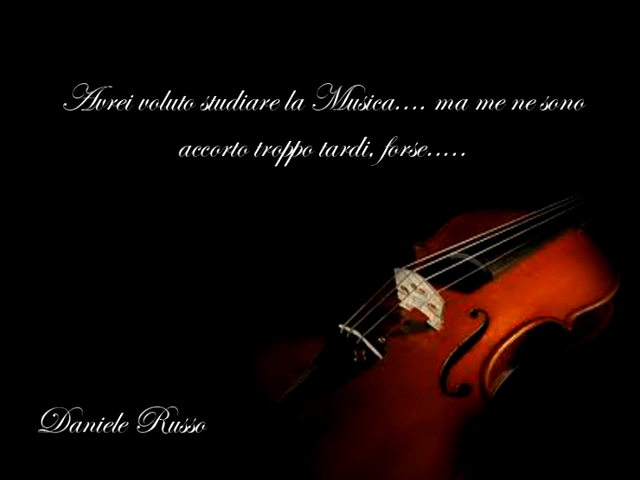 Avrei voluto studiare la Musica.... ma me ne sono
accorto troppo tardi, forse.....
Daniele Russo